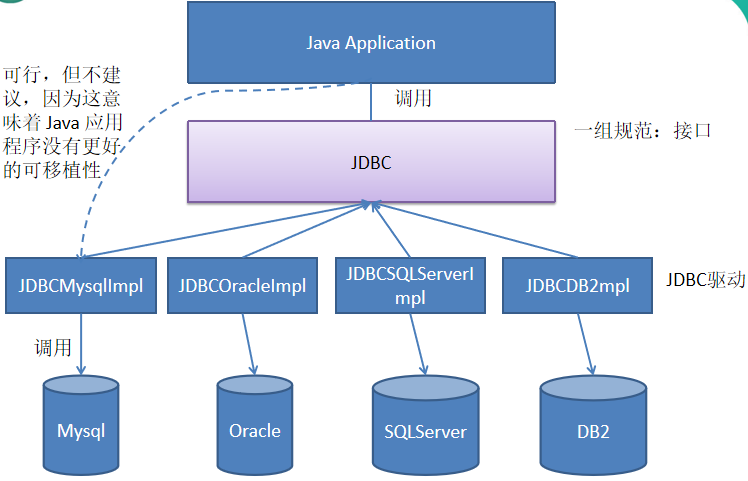 Java Application
可行，但不建
议，因为这意
味着 Java 应用
程序没有更好
的可移植性
调用
一组规范：接口
JDBC
JDBCMysqlImpl
JDBCOracleImpl
JDBCSQLServerI
mpl
JDBCDB2mpl
JDBC驱动
调用
Mysql
Oracle
SQLServer
DB2